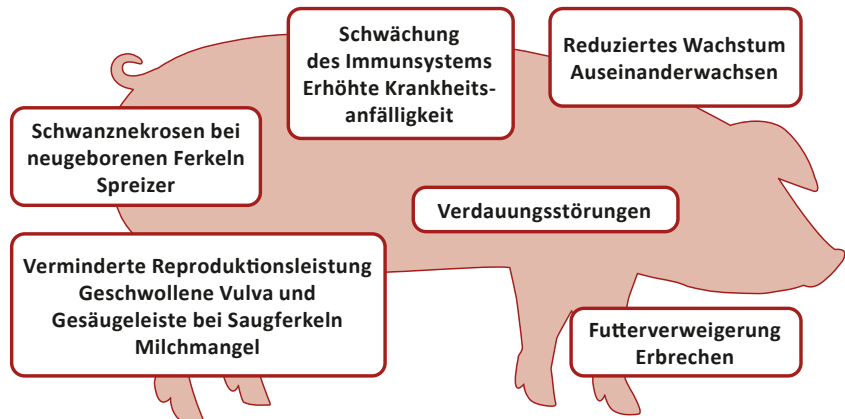 Schwächung
des Immunsystems
Erhöhte Krankheits-
anfälligkeit
Reduziertes Wachstum
Auseinanderwachsen
Schwanznekrosen bei
neugeborenen Ferkeln
Spreizer
Verdauungsstörungen
Verminderte Reproduktionsleistung
Geschwollene Vulva und
Gesäugeleiste bei Saugferkeln
Milchmangel
Futterverweigerung
Erbrechen